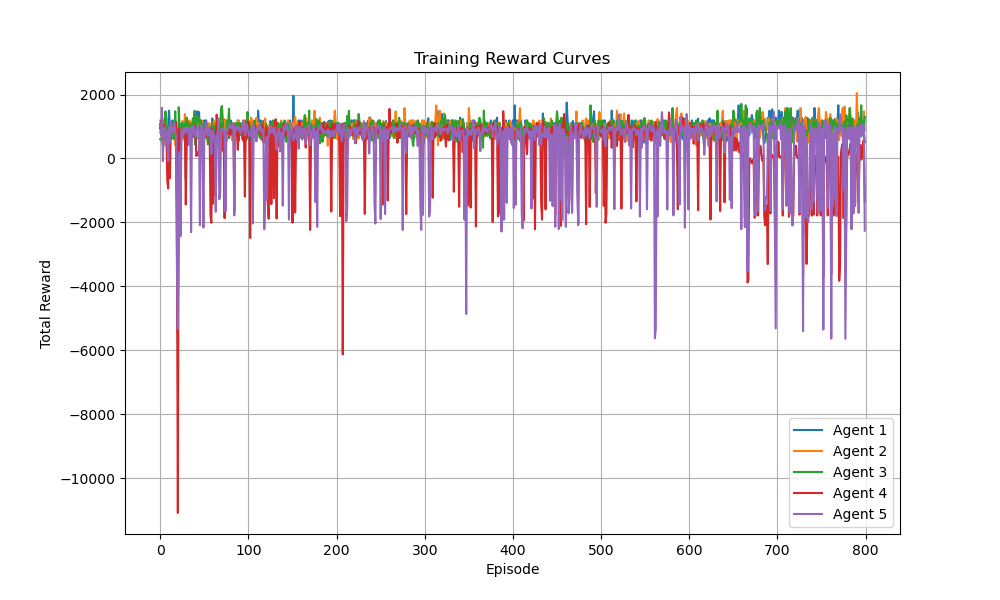 Training Reward Curves
Total Reward
2000
0
−2000
−4000
−6000
−8000
−10000
0 100 200 300 400 500 600 700 800
Episode
Agent 1
Agent 2
Agent 3
Agent 4
Agent 5